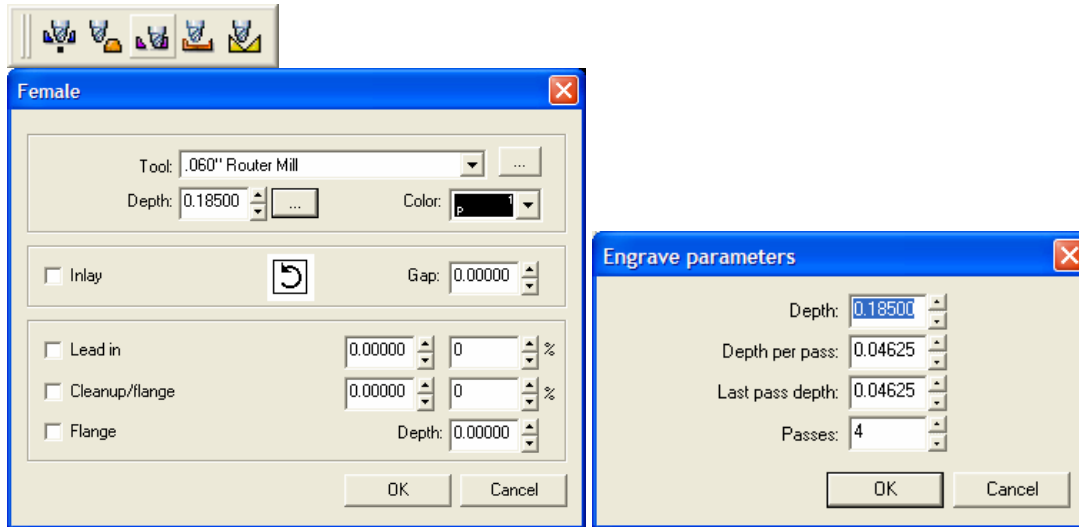 Female
Tool: .060" Router Mill ...
Depth: 0.18500 ... Color: P 1
Inlay Gap: 0.00000
Lead in 0.00000 0 %
Cleanup/flange 0.00000 0 %
Flange Depth: 0.00000
OK Cancel
Engrave parameters
Depth: 0.18500
Depth per pass: 0.04625
Last pass depth: 0.04625
Passes: 4
OK Cancel